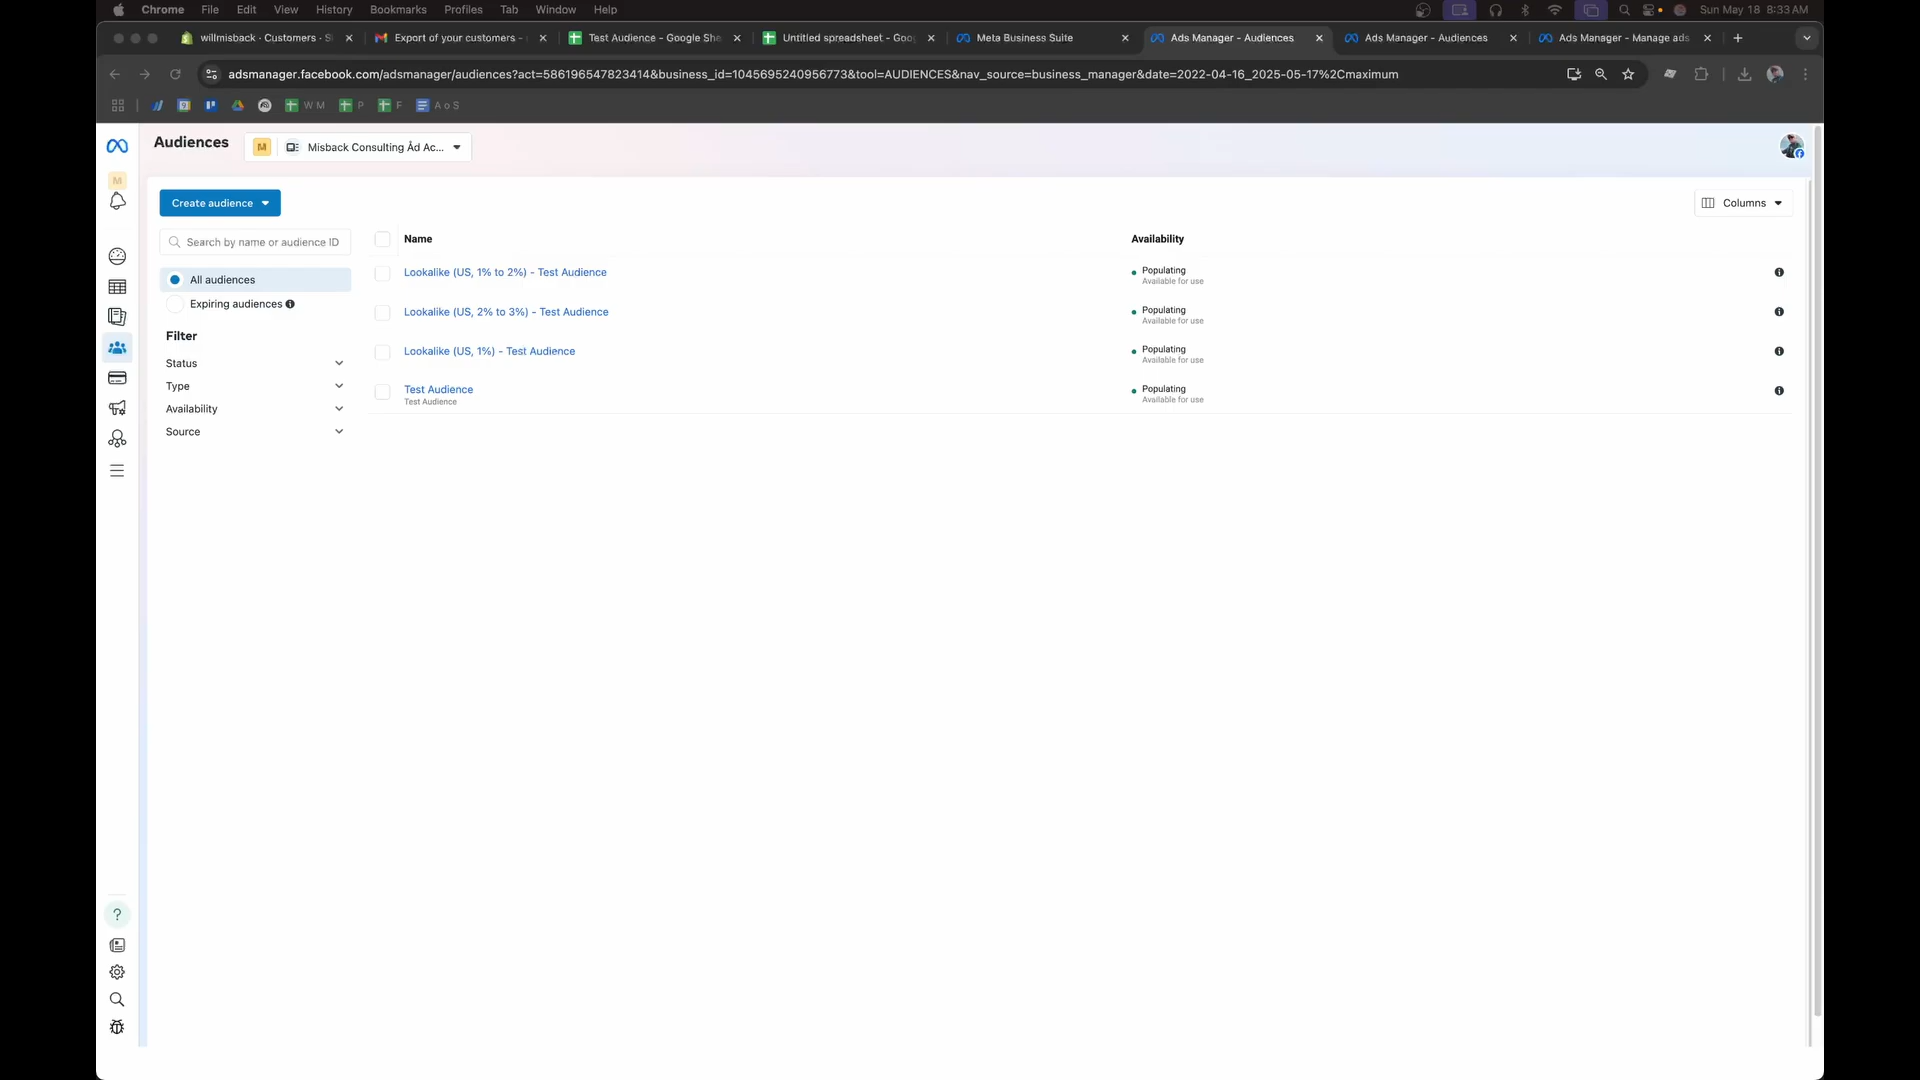 Chrome File Edit View History Bookmarks Profiles Tab Window Help Sun May 18 8:33 AM
willmisback · Customers · S Export of your customers - Test Audience - Google She Untitled spreadsheet - Goo Meta Business Suite Ads Manager - Audiences Ads Manager - Audiences Ads Manager - Manage ads
adsmanager.facebook.com/adsmanager/audiences?act=586196547823414&business_id=1045695240956773&tool=AUDIENCES&nav_source=business_manager&date=2022-04-16_2025-05-17%2Cmaximum
W M P F A o S
Audiences M Misback Consulting Ad Ac...
M
Create audience Columns
Search by name or audience ID
Name Availability
All audiences
Expiring audiences
Filter
Status
Type
Availability
Source
Lookalike (US, 1% to 2%) - Test Audience Populating
Available for use
Lookalike (US, 2% to 3%) - Test Audience Populating
Available for use
Lookalike (US, 1%) - Test Audience Populating
Available for use
Test Audience Populating
Test Audience Available for use